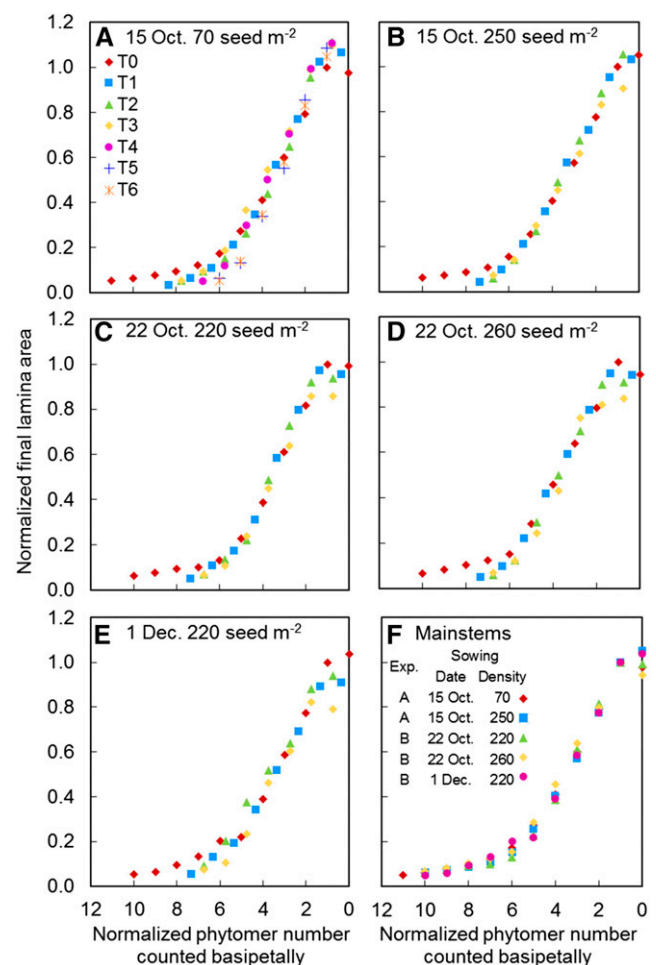 A 15 Oct. 70 seed m-2
T0
T1
T2
T3
T4
T5
T6
B 15 Oct. 250 seed m-2
C 22 Oct. 220 seed m-2
D 22 Oct. 260 seed m-2
E 1 Dec. 220 seed m-2
F Mainstems
Sowing
Exp.
Date Density
A 15 Oct. 70
A 15 Oct. 250
B 22 Oct. 220
B 22 Oct. 260
B 1 Dec. 220
Normalized final lamina area
1.2
1.0
0.8
0.6
0.4
0.2
0.0
1.2
1.0
0.8
0.6
0.4
0.2
0.0
1.2
1.0
0.8
0.6
0.4
0.2
0.0
12 10 8 6 4 2 0
12 10 8 6 4 2 0
Normalized phytomer number
counted basipetally
Normalized phytomer number
counted basipetally